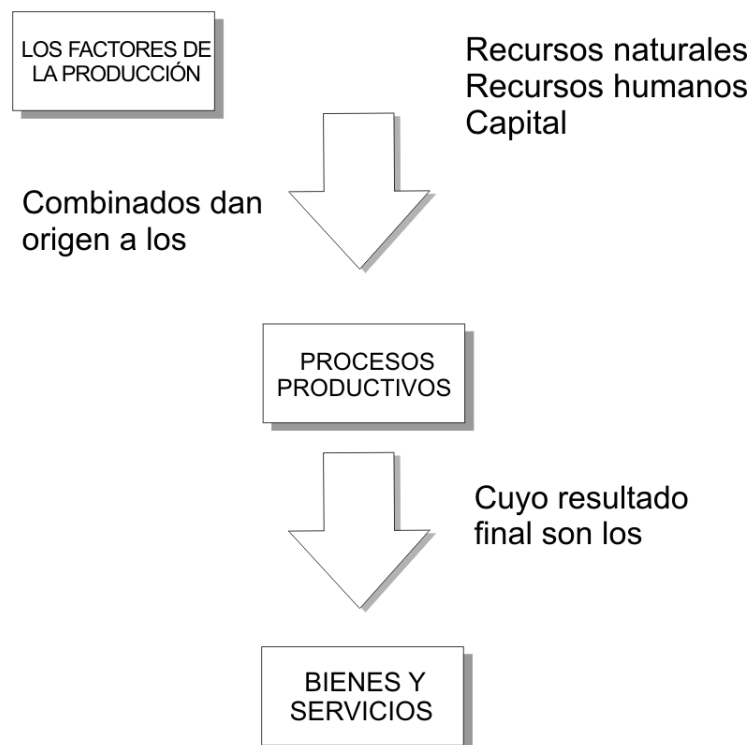 LOS FACTORES DE
LA PRODUCCIÓN
Recursos naturales
Recursos humanos
Capital
Combinados dan
origen a los
PROCESOS
PRODUCTIVOS
Cuyo resultado
final son los
BIENES Y
SERVICIOS